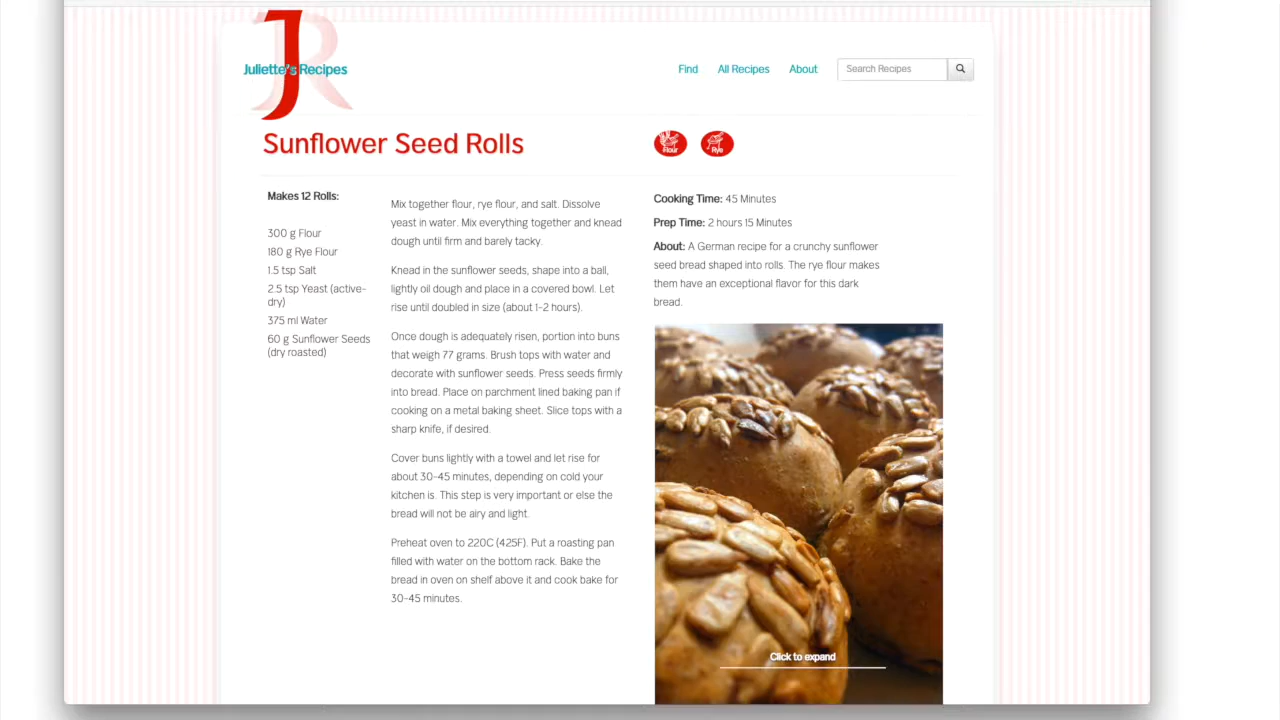 JR
Juliette's Recipes
Find
All Recipes
About
Search Recipes
Sunflower Seed Rolls
Flour
Rye
Makes 12 Rolls:
300 g Flour
180 g Rye Flour
1.5 tsp Salt
2.5 tsp Yeast (active-
dry)
375 ml Water
60 g Sunflower Seeds
(dry roasted)
Mix together flour, rye flour, and salt. Dissolve
yeast in water. Mix everything together and knead
dough until firm and barely tacky.
Knead in the sunflower seeds, shape into a ball,
lightly oil dough and place in a covered bowl. Let
rise until doubled in size (about 1-2 hours).
Once dough is adequately risen, portion into buns
that weigh 77 grams. Brush tops with water and
decorate with sunflower seeds. Press seeds firmly
into bread. Place on parchment lined baking pan if
cooking on a metal baking sheet. Slice tops with a
sharp knife, if desired.
Cover buns lightly with a towel and let rise for
about 30-45 minutes, depending on cold your
kitchen is. This step is very important or else the
bread will not be airy and light.
Preheat oven to 220C (425F). Put a roasting pan
filled with water on the bottom rack. Bake the
bread in oven on shelf above it and cook bake for
30-45 minutes.
Cooking Time: 45 Minutes
Prep Time: 2 hours 15 Minutes
About: A German recipe for a crunchy sunflower
seed bread shaped into rolls. The rye flour makes
them have an exceptional flavor for this dark
bread.
Click to expand